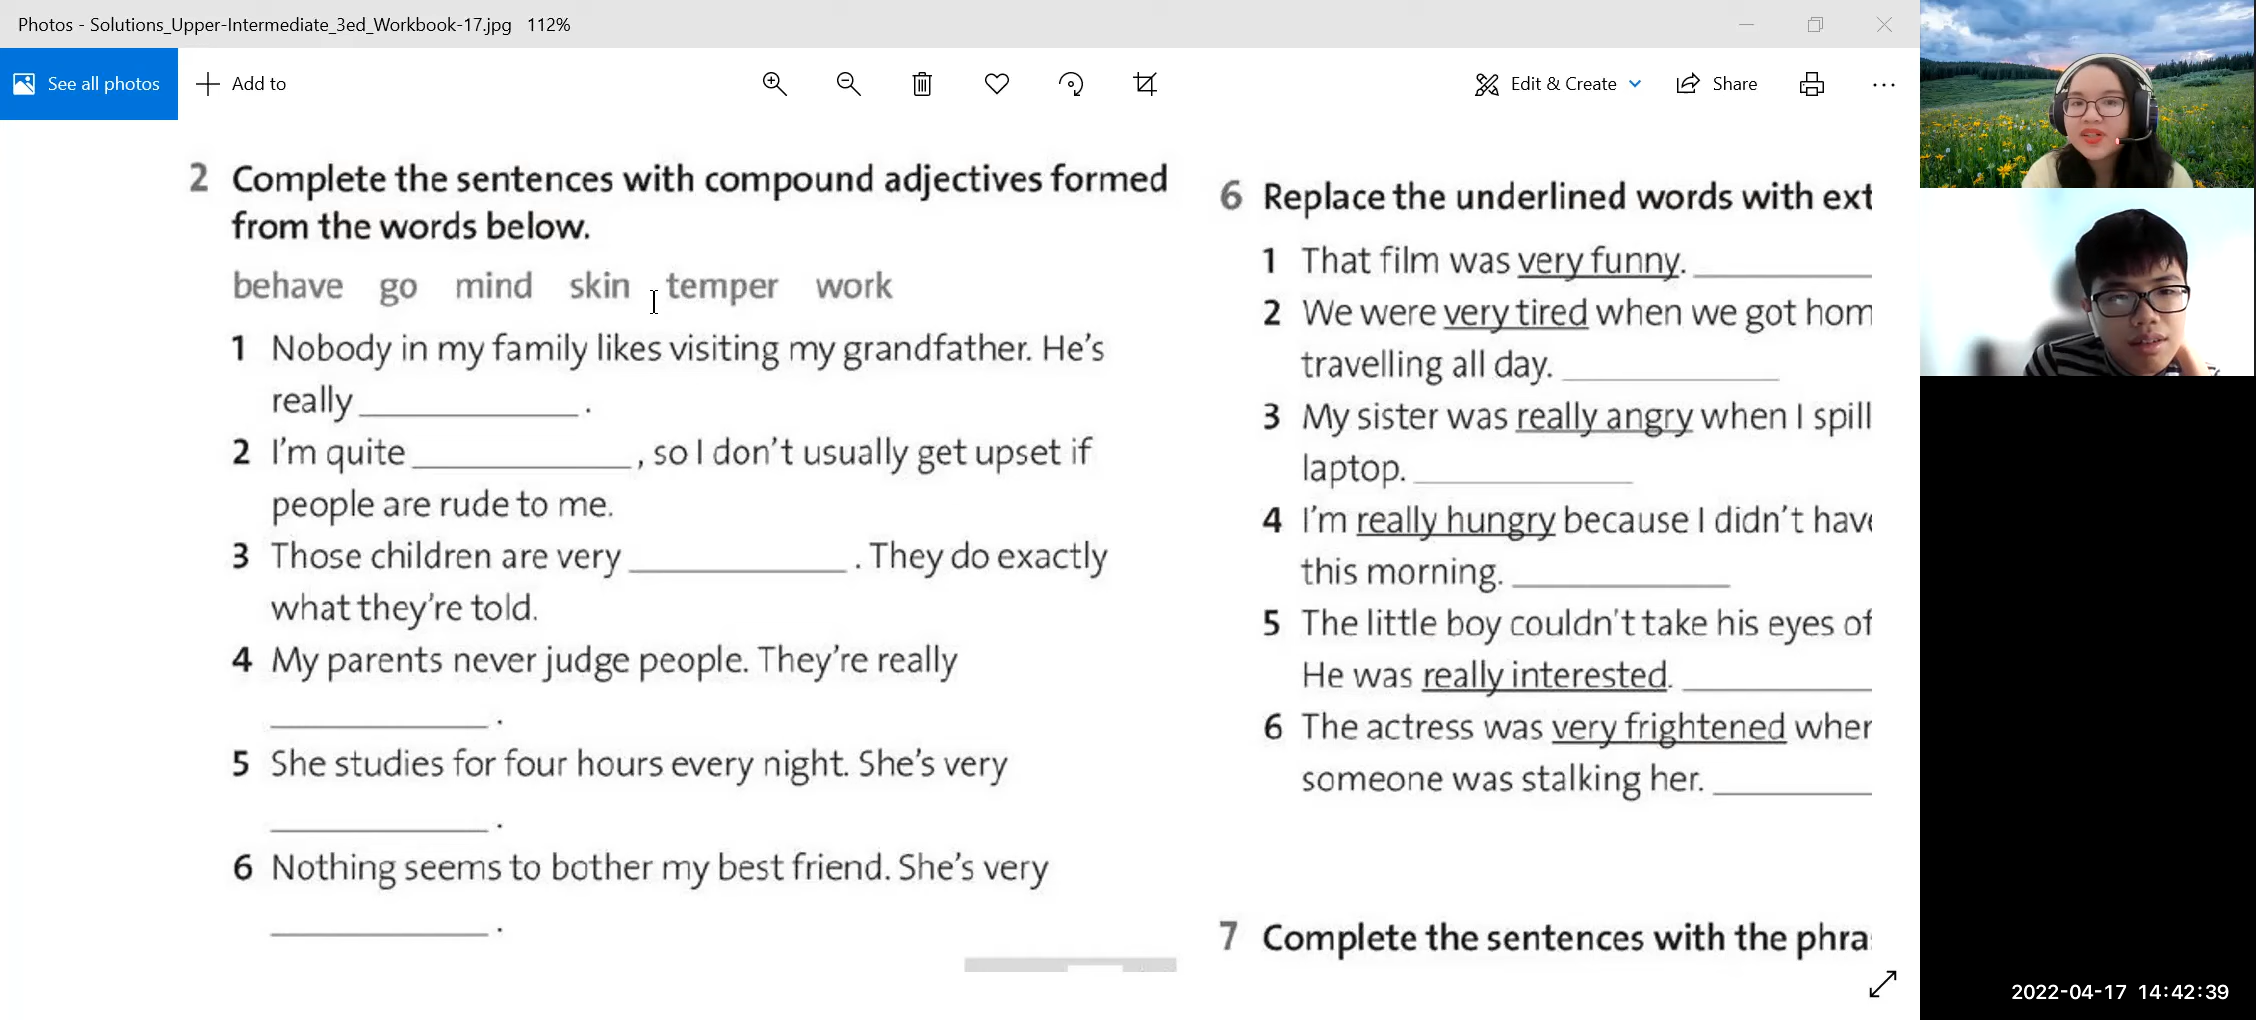 Photos - Solutions_Upper-Intermediate_3ed_Workbook-17.jpg 112%
See all photos
Add to
Edit & Create
Share
2 Complete the sentences with compound adjectives formed
from the words below.
behave go mind skin temper work
1 Nobody in my family likes visiting my grandfather. He's
really ____________ .
2 I'm quite ____________ , so I don't usually get upset if
people are rude to me.
3 Those children are very ____________ . They do exactly
what they're told.
4 My parents never judge people. They're really
____________ .
5 She studies for four hours every night. She's very
____________ .
6 Nothing seems to bother my best friend. She's very
____________ .
6 Replace the underlined words with ext
1 That film was very funny. ____________
2 We were very tired when we got hom
travelling all day. ____________
3 My sister was really angry when I spill
laptop. ____________
4 I'm really hungry because I didn't have
this morning. ____________
5 The little boy couldn't take his eyes of
He was really interested. ____________
6 The actress was very frightened wher
someone was stalking her. ____________
7 Complete the sentences with the phra
2022-04-17 14:42:39